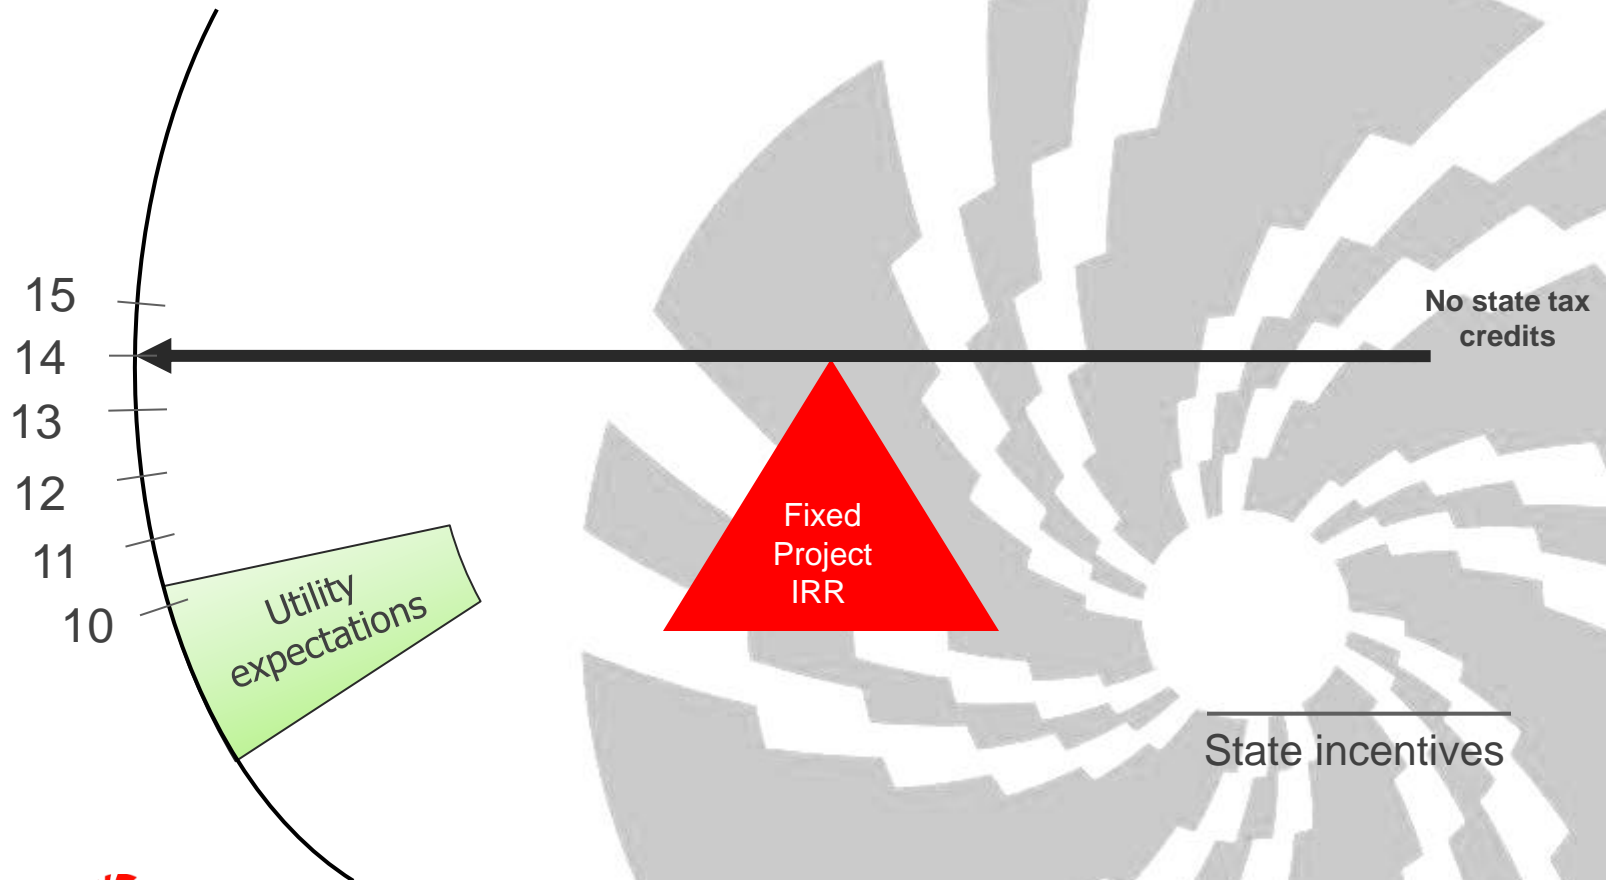 15
14
13
12
11
10
No state tax
credits
Utility
expectations
Fixed
Project
IRR
State incentives